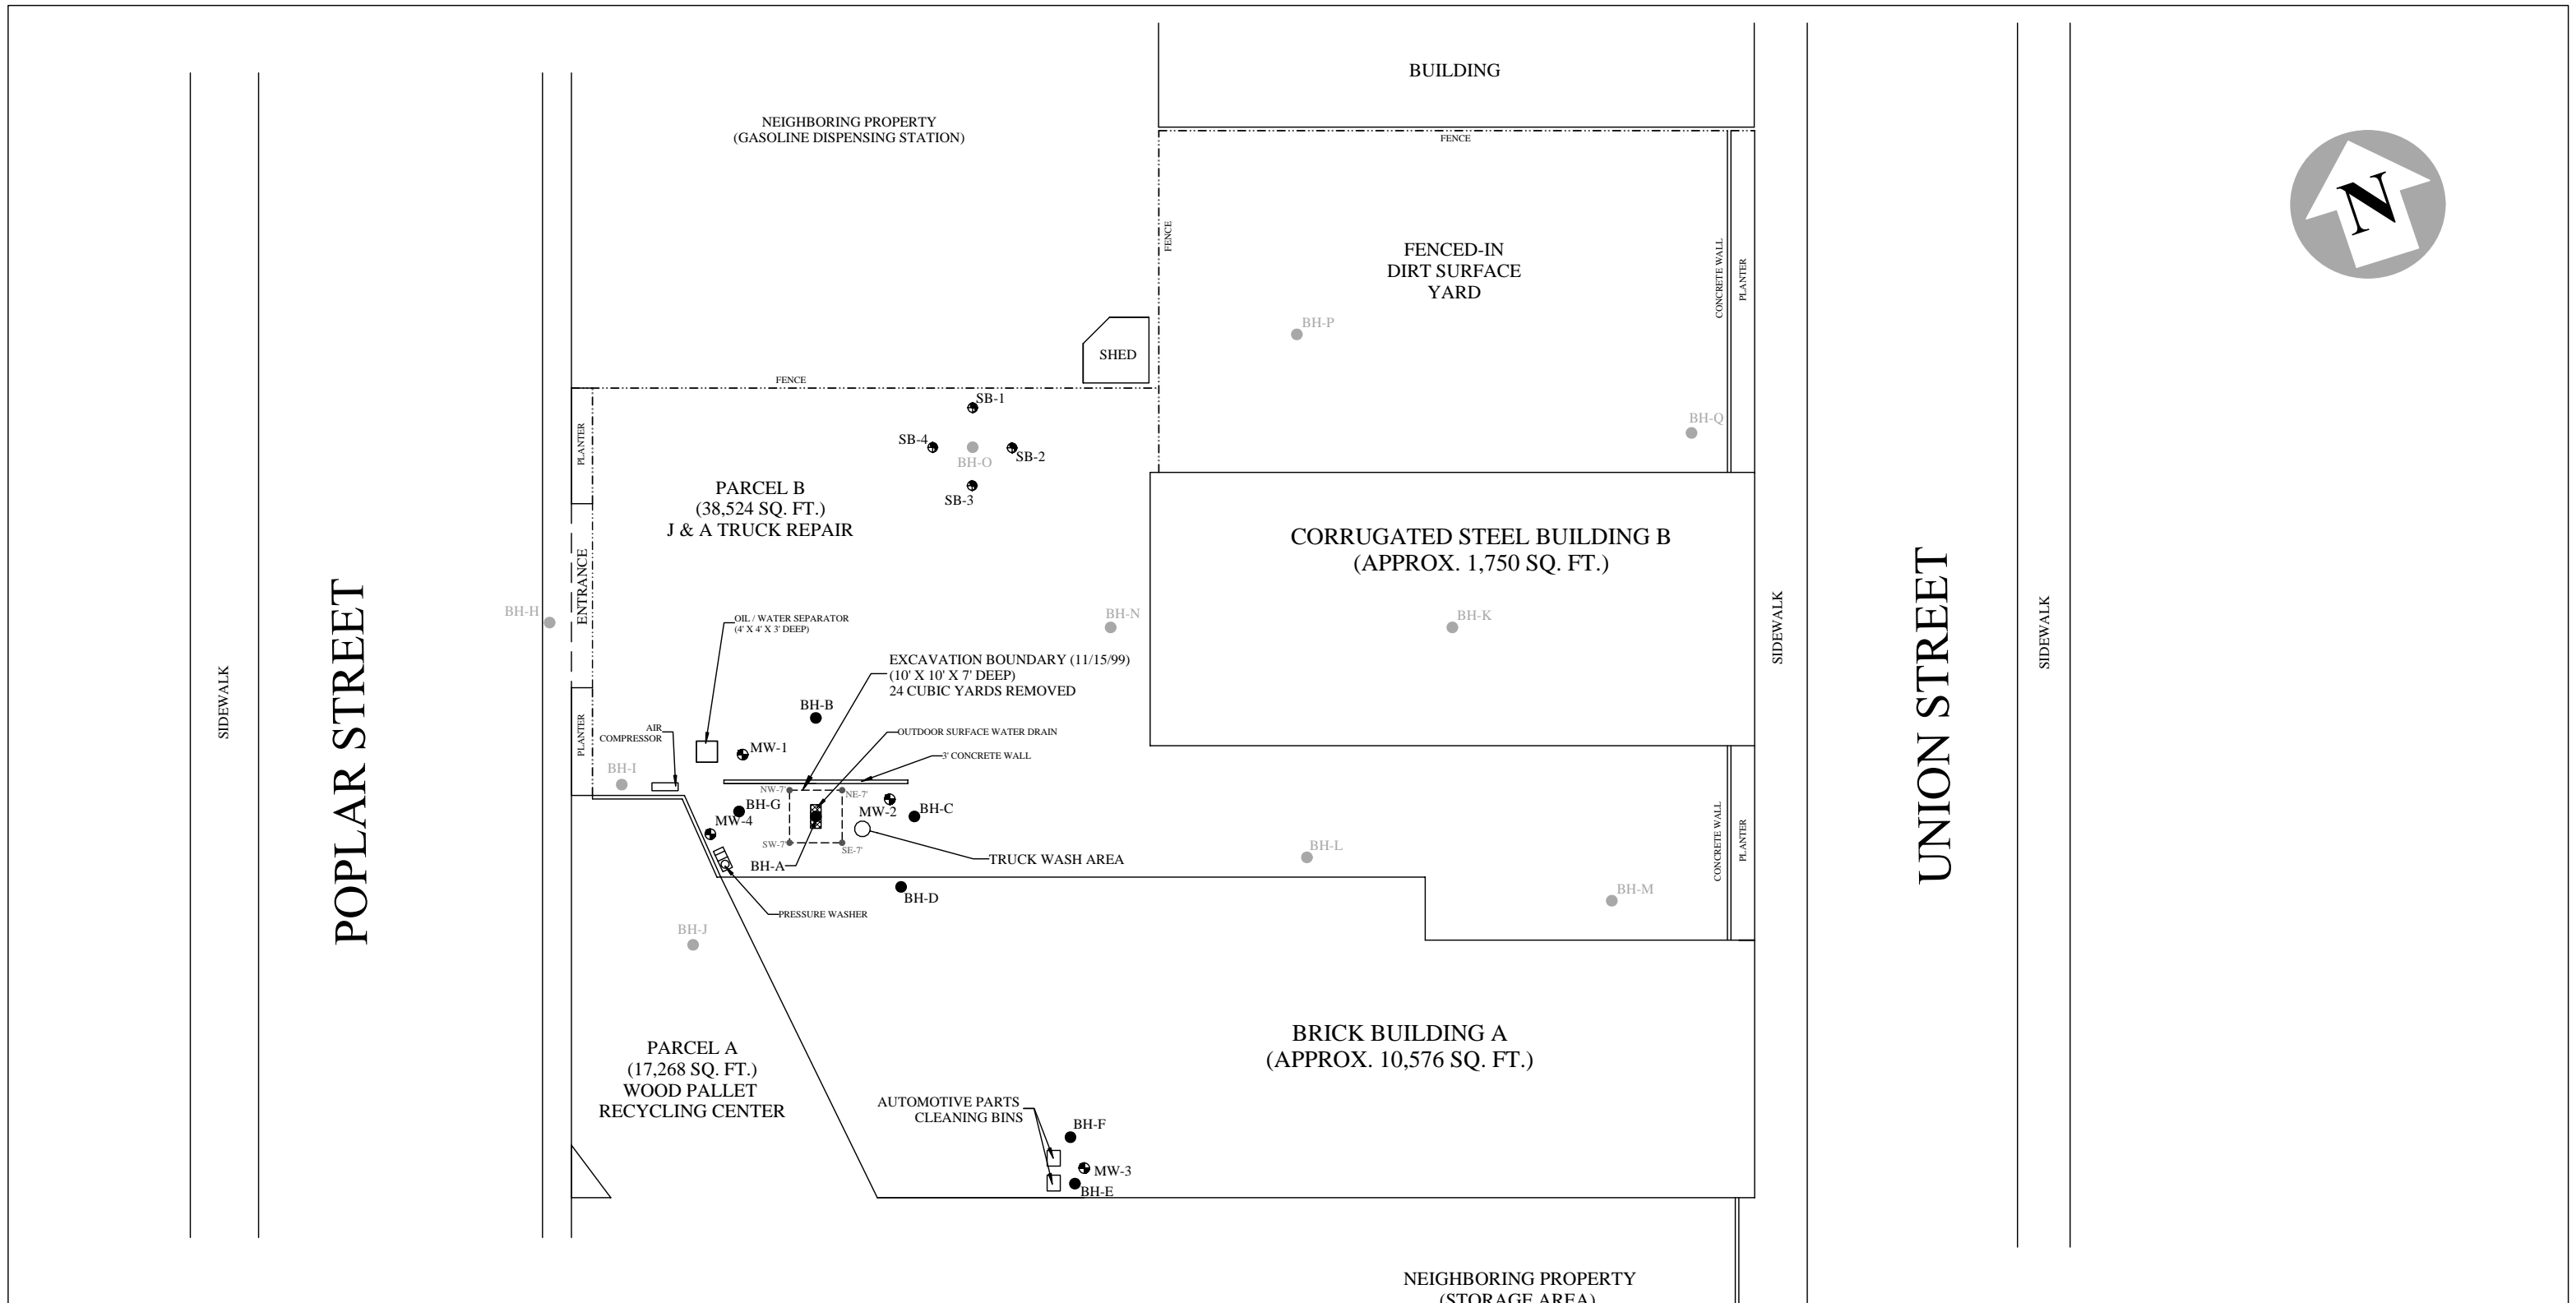 BUILDING
NEIGHBORING PROPERTY
(GASOLINE DISPENSING STATION)
FENCE
FENCE
FENCED-IN
DIRT SURFACE
YARD
CONCRETE WALL
PLANTER
N
BH-P
SHED
FENCE
SB-1
BH-Q
PLANTER
SB-4
BH-O
SB-2
SB-3
PARCEL B
(38,524 SQ. FT.)
J & A TRUCK REPAIR
CORRUGATED STEEL BUILDING B
(APPROX. 1,750 SQ. FT.)
ENTRANCE
BH-H
OIL / WATER SEPARATOR
(4' X 4' X 3' DEEP)
BH-N
BH-K
SIDEWALK
POPLAR STREET
SIDEWALK
UNION STREET
SIDEWALK
EXCAVATION BOUNDARY (11/15/99)
(10' X 10' X 7' DEEP)
24 CUBIC YARDS REMOVED
BH-B
PLANTER
AIR
COMPRESSOR
OUTDOOR SURFACE WATER DRAIN
MW-1
3' CONCRETE WALL
BH-I
NW-7'
NE-7'
BH-G
MW-2
BH-C
MW-4
SW-7'
SE-7'
BH-A
TRUCK WASH AREA
BH-L
CONCRETE WALL
PLANTER
BH-D
BH-M
PRESSURE WASHER
BH-J
BRICK BUILDING A
(APPROX. 10,576 SQ. FT.)
PARCEL A
(17,268 SQ. FT.)
WOOD PALLET
RECYCLING CENTER
AUTOMOTIVE PARTS
CLEANING BINS
BH-F
MW-3
BH-E
NEIGHBORING PROPERTY
(STORAGE AREA)